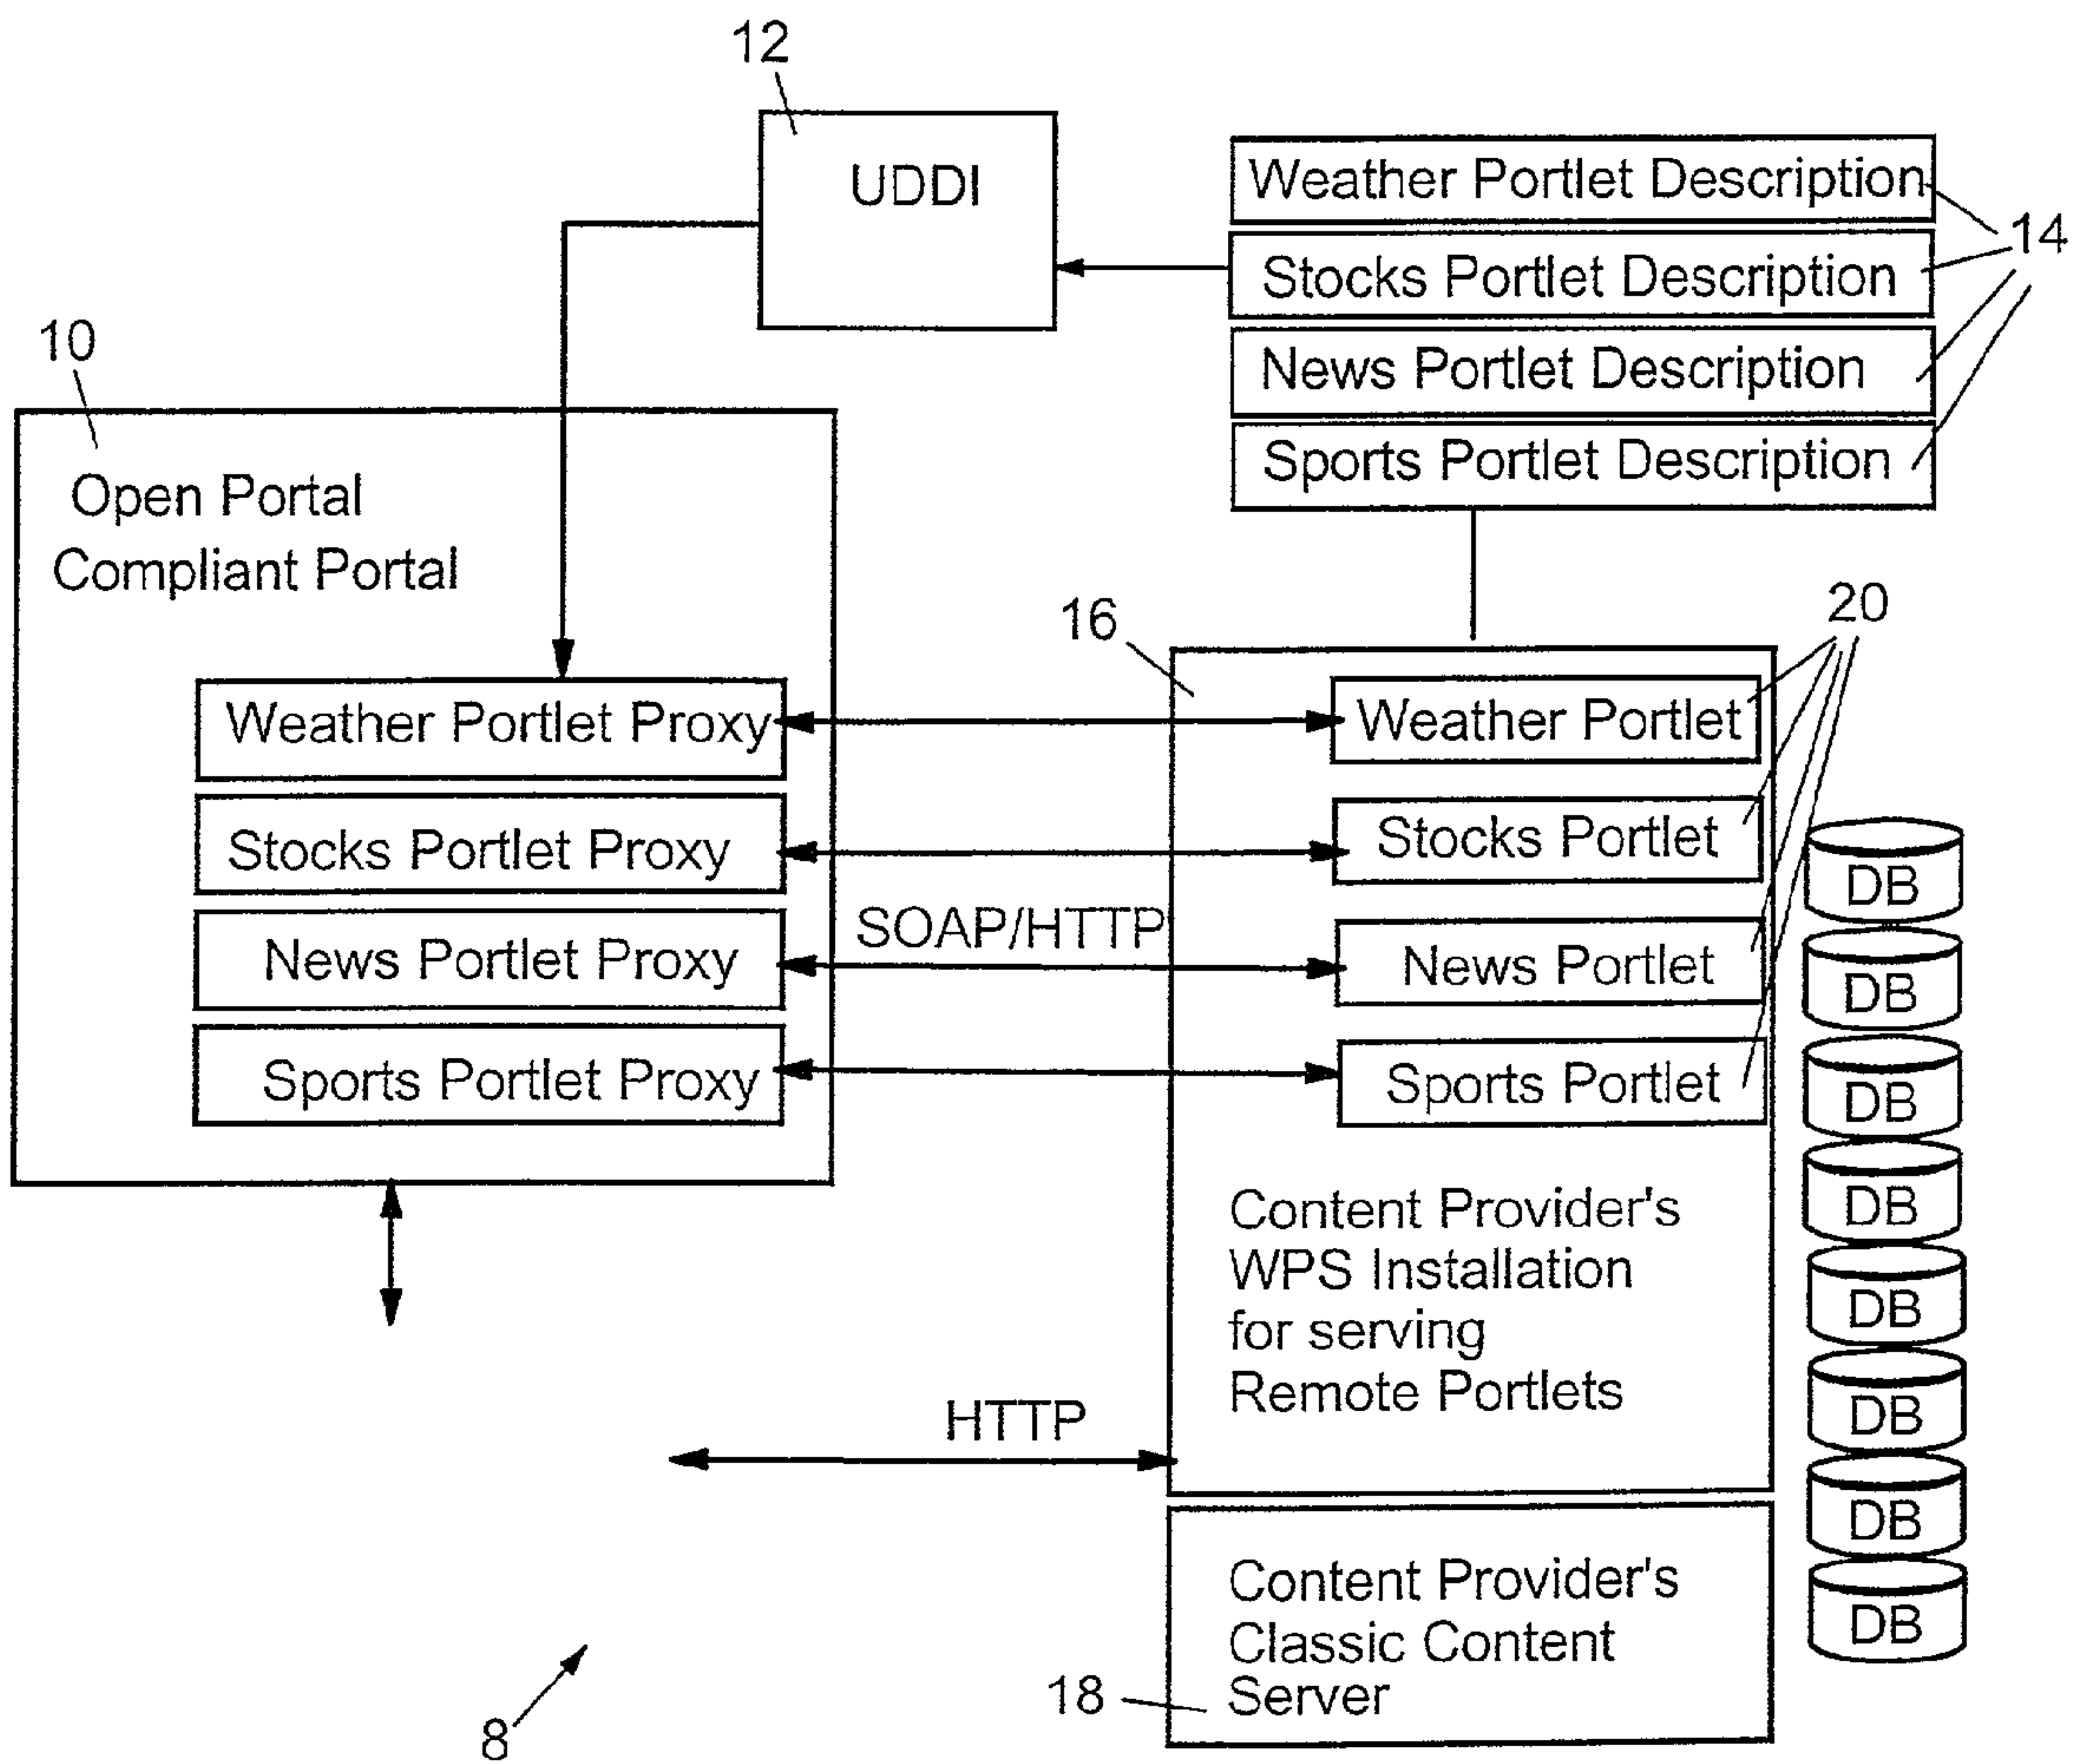 12
UDDI
Weather Portlet Description
Stocks Portlet Description
News Portlet Description
Sports Portlet Description
14
10
Open Portal
Compliant Portal
16
20
Weather Portlet Proxy
Stocks Portlet Proxy
News Portlet Proxy
Sports Portlet Proxy
SOAP/HTTP
Weather Portlet
Stocks Portlet
News Portlet
Sports Portlet
Content Provider's
WPS Installation
for serving
Remote Portlets
HTTP
DB
DB
DB
DB
DB
DB
DB
DB
Content Provider's
Classic Content
Server
18
8